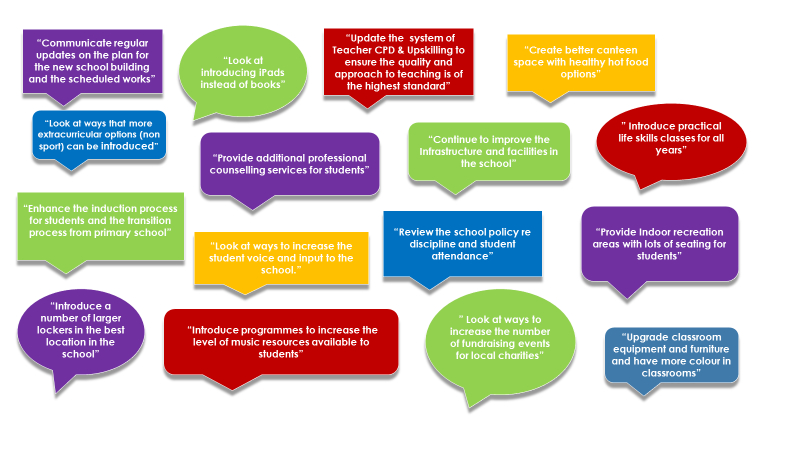 “Communicate regular
updates on the plan for
the new school building
and the scheduled works”
“Look at
introducing iPads
instead of books”
“Update the  system of
Teacher CPD & Upskilling to
ensure the quality and
approach to teaching is of
the highest standard”
“Create better canteen
space with healthy hot food
options”
“Look at ways that more
extracurricular options (non
sport) can be introduced”
“Provide additional professional
counselling services for students”
“Continue to improve the
Infrastructure and facilities in
the school”
” Introduce practical
life skills classes for all
years”
“Enhance the induction process
for students and the transition
process from primary school”
“Look at ways to increase the
student voice and input to the
school.”
“Review the school policy re
discipline and student
attendance”
“Provide Indoor recreation
areas with lots of seating for
students”
“Introduce a
number of larger
lockers in the best
location in the
school”
“Introduce programmes to increase the
level of music resources available to
students”
“ Look at ways to
increase the number
of fundraising events
for local charities”
“Upgrade classroom
equipment and furniture
and have more colour in
classrooms”